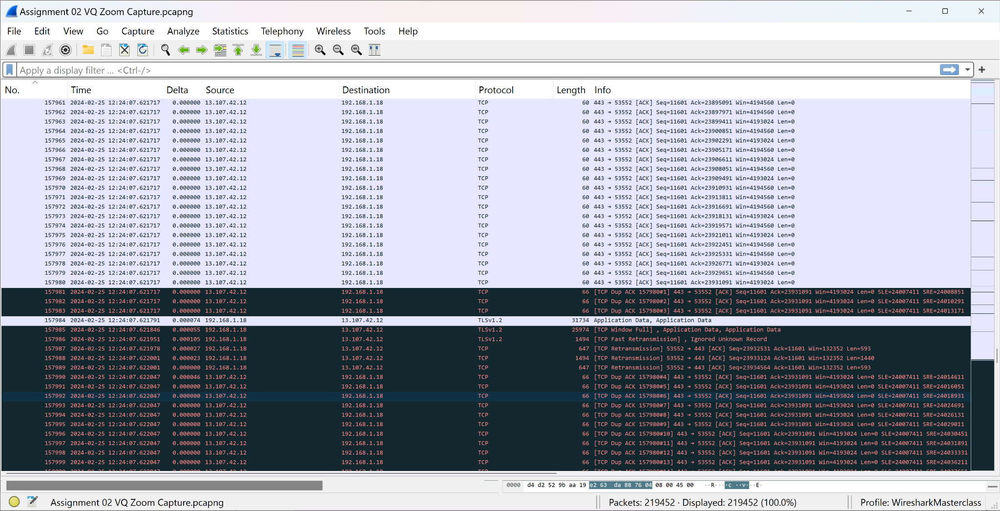 Assignment 02 VQ Zoom Capture.pcapng
File Edit View Go Capture Analyze Statistics Telephony Wireless Tools Help
Apply a display filter ... <Ctrl-/>
No. Time Delta Source Destination Protocol Length Info
157961 2024-02-25 12:24:07.621717 0.000000 13.107.42.12 192.168.1.18 TCP 60 443 → 53552 [ACK] Seq=11601 Ack=23895091 Win=4194560 Len=0
157962 2024-02-25 12:24:07.621717 0.000000 13.107.42.12 192.168.1.18 TCP 60 443 → 53552 [ACK] Seq=11601 Ack=23897971 Win=4194560 Len=0
157963 2024-02-25 12:24:07.621717 0.000000 13.107.42.12 192.168.1.18 TCP 60 443 → 53552 [ACK] Seq=11601 Ack=23899411 Win=4193024 Len=0
157964 2024-02-25 12:24:07.621717 0.000000 13.107.42.12 192.168.1.18 TCP 60 443 → 53552 [ACK] Seq=11601 Ack=23900851 Win=4194560 Len=0
157965 2024-02-25 12:24:07.621717 0.000000 13.107.42.12 192.168.1.18 TCP 60 443 → 53552 [ACK] Seq=11601 Ack=23902291 Win=4193024 Len=0
157966 2024-02-25 12:24:07.621717 0.000000 13.107.42.12 192.168.1.18 TCP 60 443 → 53552 [ACK] Seq=11601 Ack=23905171 Win=4194560 Len=0
157967 2024-02-25 12:24:07.621717 0.000000 13.107.42.12 192.168.1.18 TCP 60 443 → 53552 [ACK] Seq=11601 Ack=23906611 Win=4193024 Len=0
157968 2024-02-25 12:24:07.621717 0.000000 13.107.42.12 192.168.1.18 TCP 60 443 → 53552 [ACK] Seq=11601 Ack=23908051 Win=4194560 Len=0
157969 2024-02-25 12:24:07.621717 0.000000 13.107.42.12 192.168.1.18 TCP 60 443 → 53552 [ACK] Seq=11601 Ack=23909491 Win=4193024 Len=0
157970 2024-02-25 12:24:07.621717 0.000000 13.107.42.12 192.168.1.18 TCP 60 443 → 53552 [ACK] Seq=11601 Ack=23910931 Win=4194560 Len=0
157971 2024-02-25 12:24:07.621717 0.000000 13.107.42.12 192.168.1.18 TCP 60 443 → 53552 [ACK] Seq=11601 Ack=23913811 Win=4194560 Len=0
157972 2024-02-25 12:24:07.621717 0.000000 13.107.42.12 192.168.1.18 TCP 60 443 → 53552 [ACK] Seq=11601 Ack=23916691 Win=4194560 Len=0
157973 2024-02-25 12:24:07.621717 0.000000 13.107.42.12 192.168.1.18 TCP 60 443 → 53552 [ACK] Seq=11601 Ack=23918131 Win=4193024 Len=0
157974 2024-02-25 12:24:07.621717 0.000000 13.107.42.12 192.168.1.18 TCP 60 443 → 53552 [ACK] Seq=11601 Ack=23919571 Win=4194560 Len=0
157975 2024-02-25 12:24:07.621717 0.000000 13.107.42.12 192.168.1.18 TCP 60 443 → 53552 [ACK] Seq=11601 Ack=23921011 Win=4193024 Len=0
157976 2024-02-25 12:24:07.621717 0.000000 13.107.42.12 192.168.1.18 TCP 60 443 → 53552 [ACK] Seq=11601 Ack=23922451 Win=4194560 Len=0
157977 2024-02-25 12:24:07.621717 0.000000 13.107.42.12 192.168.1.18 TCP 60 443 → 53552 [ACK] Seq=11601 Ack=23925331 Win=4194560 Len=0
157978 2024-02-25 12:24:07.621717 0.000000 13.107.42.12 192.168.1.18 TCP 60 443 → 53552 [ACK] Seq=11601 Ack=23926771 Win=4193024 Len=0
157979 2024-02-25 12:24:07.621717 0.000000 13.107.42.12 192.168.1.18 TCP 60 443 → 53552 [ACK] Seq=11601 Ack=23929651 Win=4194560 Len=0
157980 2024-02-25 12:24:07.621717 0.000000 13.107.42.12 192.168.1.18 TCP 60 443 → 53552 [ACK] Seq=11601 Ack=23931091 Win=4193024 Len=0
157981 2024-02-25 12:24:07.621717 0.000000 13.107.42.12 192.168.1.18 TCP 66 [TCP Dup ACK 157980#1] 443 → 53552 [ACK] Seq=11601 Ack=23931091 Win=4193024 Len=0 SLE=24007411 SRE=24008851
157982 2024-02-25 12:24:07.621717 0.000000 13.107.42.12 192.168.1.18 TCP 66 [TCP Dup ACK 157980#2] 443 → 53552 [ACK] Seq=11601 Ack=23931091 Win=4193024 Len=0 SLE=24007411 SRE=24010291
157983 2024-02-25 12:24:07.621717 0.000000 13.107.42.12 192.168.1.18 TCP 66 [TCP Dup ACK 157980#3] 443 → 53552 [ACK] Seq=11601 Ack=23931091 Win=4193024 Len=0 SLE=24007411 SRE=24013171
157984 2024-02-25 12:24:07.621791 0.000074 192.168.1.18 13.107.42.12 TLSv1.2 31734 Application Data, Application Data
157985 2024-02-25 12:24:07.621846 0.000055 192.168.1.18 13.107.42.12 TLSv1.2 25974 [TCP Window Full] , Application Data, Application Data
157986 2024-02-25 12:24:07.621951 0.000105 192.168.1.18 13.107.42.12 TLSv1.2 1494 [TCP Fast Retransmission] , Ignored Unknown Record
157987 2024-02-25 12:24:07.621978 0.000027 192.168.1.18 13.107.42.12 TCP 647 [TCP Retransmission] 53552 → 443 [ACK] Seq=23932531 Ack=11601 Win=132352 Len=593
157988 2024-02-25 12:24:07.622001 0.000023 192.168.1.18 13.107.42.12 TCP 1494 [TCP Retransmission] 53552 → 443 [ACK] Seq=23933124 Ack=11601 Win=132352 Len=1440
157989 2024-02-25 12:24:07.622001 0.000000 192.168.1.18 13.107.42.12 TCP 647 [TCP Retransmission] 53552 → 443 [ACK] Seq=23934564 Ack=11601 Win=132352 Len=593
157990 2024-02-25 12:24:07.622047 0.000046 13.107.42.12 192.168.1.18 TCP 66 [TCP Dup ACK 157980#4] 443 → 53552 [ACK] Seq=11601 Ack=23931091 Win=4193024 Len=0 SLE=24007411 SRE=24014611
157991 2024-02-25 12:24:07.622047 0.000000 13.107.42.12 192.168.1.18 TCP 66 [TCP Dup ACK 157980#5] 443 → 53552 [ACK] Seq=11601 Ack=23931091 Win=4193024 Len=0 SLE=24007411 SRE=24016051
157992 2024-02-25 12:24:07.622047 0.000000 13.107.42.12 192.168.1.18 TCP 66 [TCP Dup ACK 157980#6] 443 → 53552 [ACK] Seq=11601 Ack=23931091 Win=4193024 Len=0 SLE=24007411 SRE=24018931
157993 2024-02-25 12:24:07.622047 0.000000 13.107.42.12 192.168.1.18 TCP 66 [TCP Dup ACK 157980#7] 443 → 53552 [ACK] Seq=11601 Ack=23931091 Win=4193024 Len=0 SLE=24007411 SRE=24024691
157994 2024-02-25 12:24:07.622047 0.000000 13.107.42.12 192.168.1.18 TCP 66 [TCP Dup ACK 157980#8] 443 → 53552 [ACK] Seq=11601 Ack=23931091 Win=4193024 Len=0 SLE=24007411 SRE=24026131
157995 2024-02-25 12:24:07.622047 0.000000 13.107.42.12 192.168.1.18 TCP 66 [TCP Dup ACK 157980#9] 443 → 53552 [ACK] Seq=11601 Ack=23931091 Win=4193024 Len=0 SLE=24007411 SRE=24029011
157996 2024-02-25 12:24:07.622047 0.000000 13.107.42.12 192.168.1.18 TCP 66 [TCP Dup ACK 157980#10] 443 → 53552 [ACK] Seq=11601 Ack=23931091 Win=4193024 Len=0 SLE=24007411 SRE=24030451
157997 2024-02-25 12:24:07.622047 0.000000 13.107.42.12 192.168.1.18 TCP 66 [TCP Dup ACK 157980#11] 443 → 53552 [ACK] Seq=11601 Ack=23931091 Win=4193024 Len=0 SLE=24007411 SRE=24031891
157998 2024-02-25 12:24:07.622047 0.000000 13.107.42.12 192.168.1.18 TCP 66 [TCP Dup ACK 157980#12] 443 → 53552 [ACK] Seq=11601 Ack=23931091 Win=4193024 Len=0 SLE=24007411 SRE=24033331
157999 2024-02-25 12:24:07.622047 0.000000 13.107.42.12 192.168.1.18 TCP 66 [TCP Dup ACK 157980#13] 443 → 53552 [ACK] Seq=11601 Ack=23931091 Win=4193024 Len=0 SLE=24007411 SRE=24036211
0000 d4 d2 52 9b aa 19 e2 63 da 88 76 04 08 00 45 00 ··R····c ··v···E·
Assignment 02 VQ Zoom Capture.pcapng Packets: 219452 · Displayed: 219452 (100.0%) Profile: WiresharkMasterclass